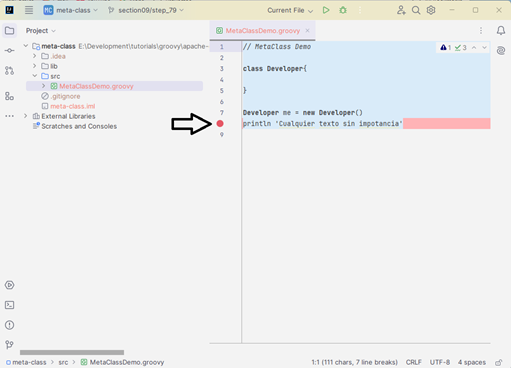 MC meta-class section09/step_79 Current File
Project
MetaClassDemo.groovy
meta-class E:\Development\tutorials\groovy\apache-
.idea
lib
src
MetaClassDemo.groovy
.gitignore
meta-class.iml
External Libraries
Scratches and Consoles
1 // MetaClass Demo
1 3
2
3 class Developer{
4
5 }
6
7 Developer me = new Developer()
println 'Cualquier texto sin impotancia'
9
meta-class > src > MetaClassDemo.groovy 1:1 (111 chars, 7 line breaks) CRLF UTF-8 4 spaces